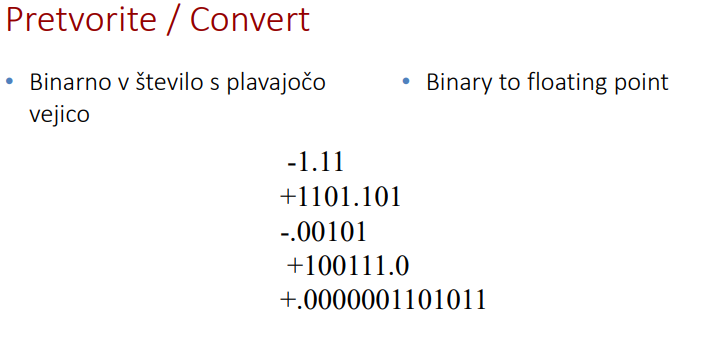 Pretvorite / Convert
• Binarno v število s plavajočo
vejico
• Binary to floating point
-1.11
+1101.101
-.00101
+100111.0
+.0000001101011